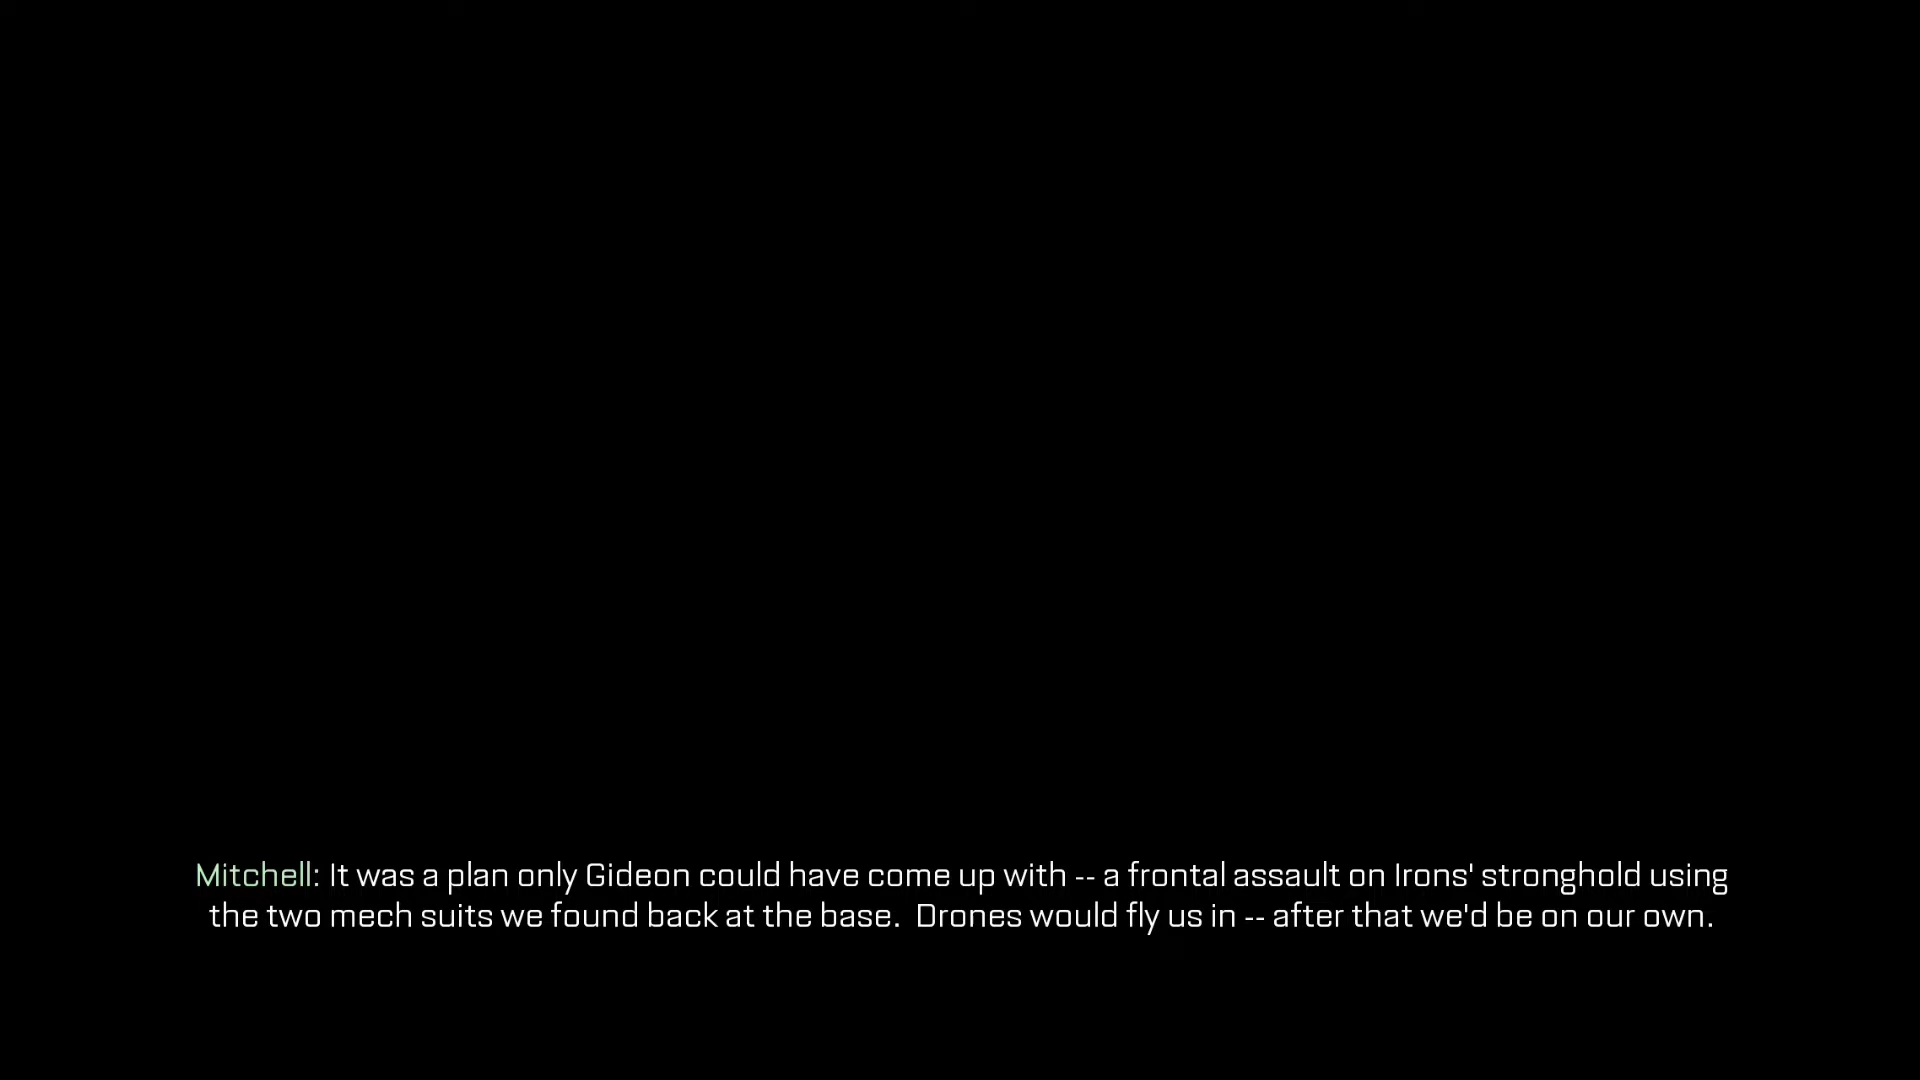 Mitchell: It was a plan only Gideon could have come up with -- a frontal assault on Irons' stronghold using
the two mech suits we found back at the base.  Drones would fly us in -- after that we'd be on our own.